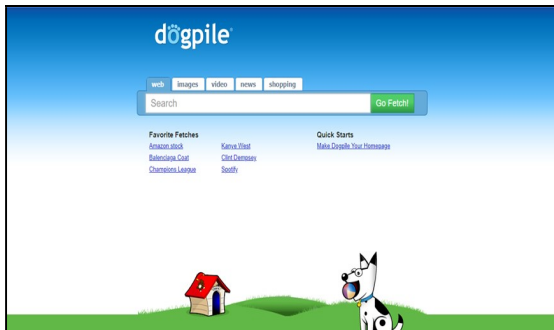 dogpile
web images video news shopping
Search Go Fetch!
Favorite Fetches Quick Starts
Amazon stock Kanye West Make Dogpile Your Homepage
Balenciaga Coat Clint Dempsey
Champions League Spotify